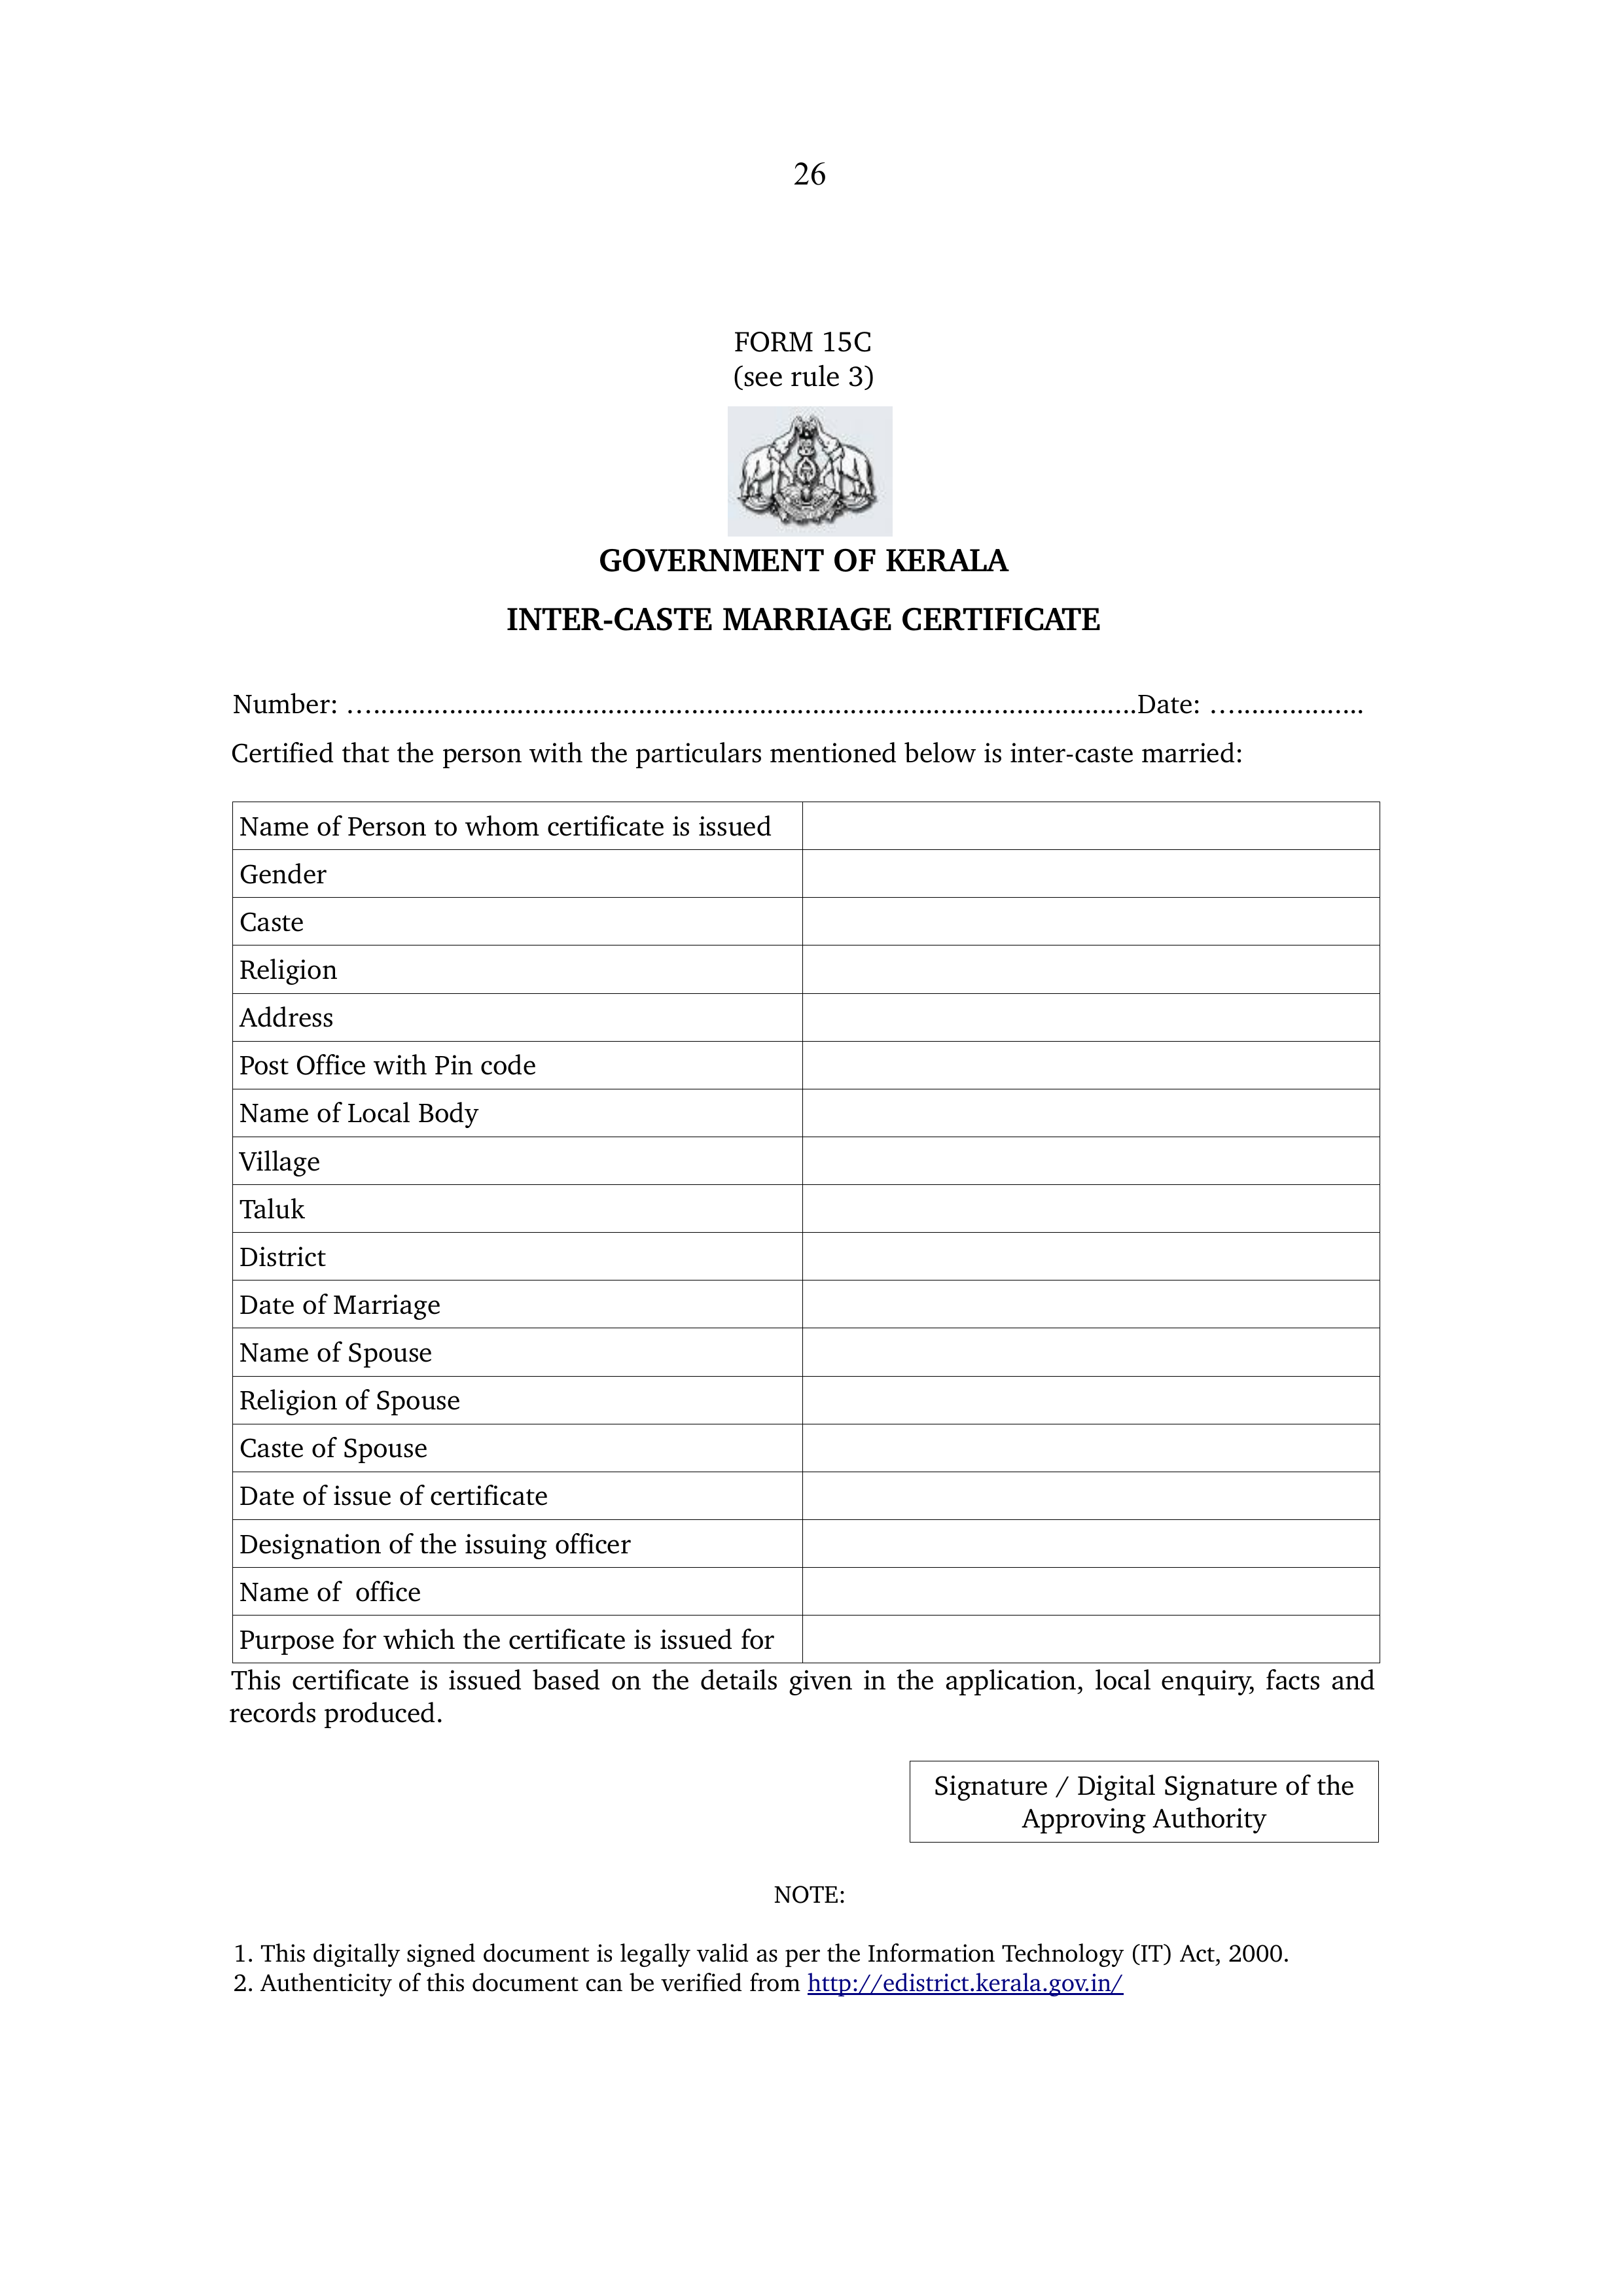 26
FORM 15C
(see rule 3)
GOVERNMENT OF KERALA
INTER-CASTE MARRIAGE CERTIFICATE
Number: ….....................................................................................................Date: …................
Certified that the person with the particulars mentioned below is inter-caste married:
Name of Person to whom certificate is issued
Gender
Caste
Religion
Address
Post Office with Pin code
Name of Local Body
Village
Taluk
District
Date of Marriage
Name of Spouse
Religion of Spouse
Caste of Spouse
Date of issue of certificate
Designation of the issuing officer
Name of  office
Purpose for which the certificate is issued for
This certificate is issued based on the details given in the application, local enquiry, facts and
records produced.
Signature / Digital Signature of the
Approving Authority
NOTE:
1. This digitally signed document is legally valid as per the Information Technology (IT) Act, 2000.
2. Authenticity of this document can be verified from http://edistrict.kerala.gov.in/